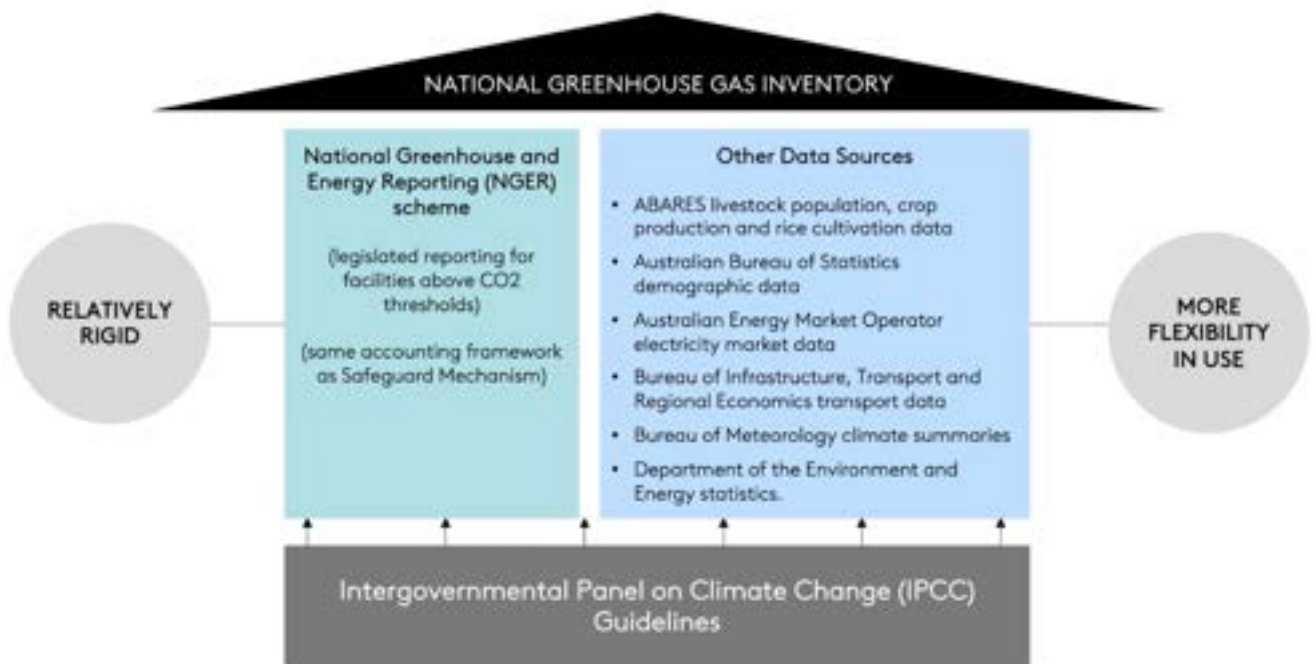 NATIONAL GREENHOUSE GAS INVENTORY
National Greenhouse and
Energy Reporting (NGER)
scheme
(legislated reporting for
facilities above CO2
thresholds)
(same accounting framework
as Safeguard Mechanism)
Other Data Sources
• ABARES livestock population, crop
production and rice cultivation data
• Australian Bureau of Statistics
demographic data
• Australian Energy Market Operator
electricity market data
• Bureau of Infrastructure, Transport and
Regional Economics transport data
• Bureau of Meteorology climate summaries
• Department of the Environment and
Energy statistics.
RELATIVELY
RIGID
MORE
FLEXIBILITY
IN USE
Intergovernmental Panel on Climate Change (IPCC)
Guidelines